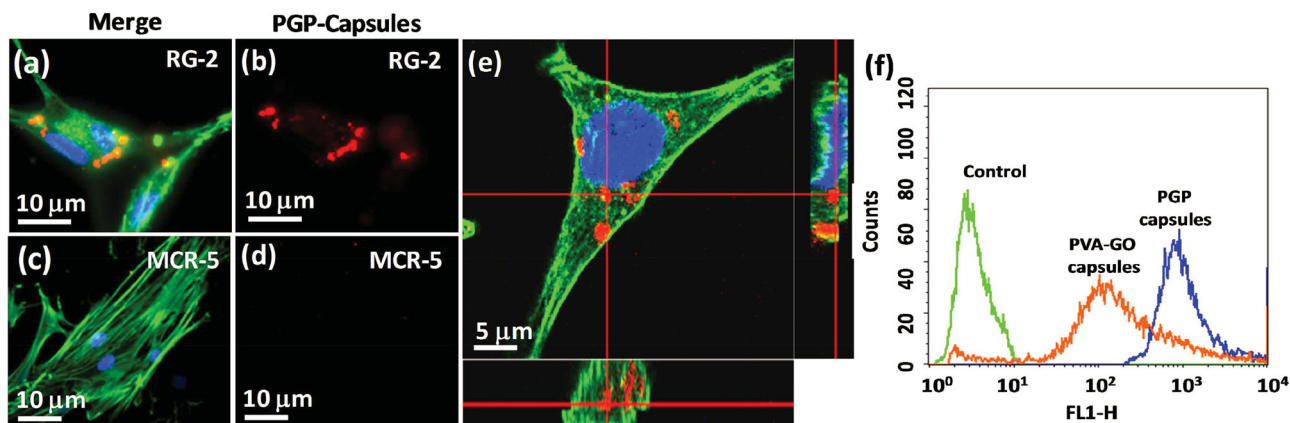 Merge
PGP-Capsules
(a)
RG-2
10 μm
(b)
RG-2
10 μm
(c)
MCR-5
10 μm
(d)
MCR-5
10 μm
(e)
5 μm
(f)
Counts
120
100
80
60
40
20
0
Control
PVA-GO
capsules
PGP
capsules
10⁰
10¹
10²
10³
10⁴
FL1-H